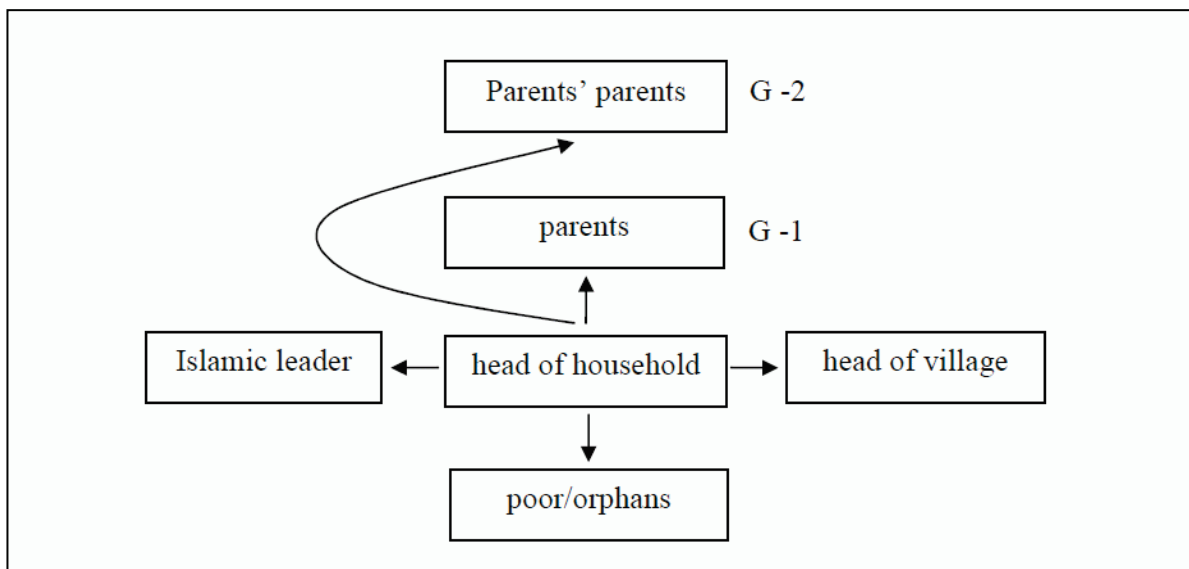 Parents’ parents G -2
parents G -1
Islamic leader head of household head of village
poor/orphans